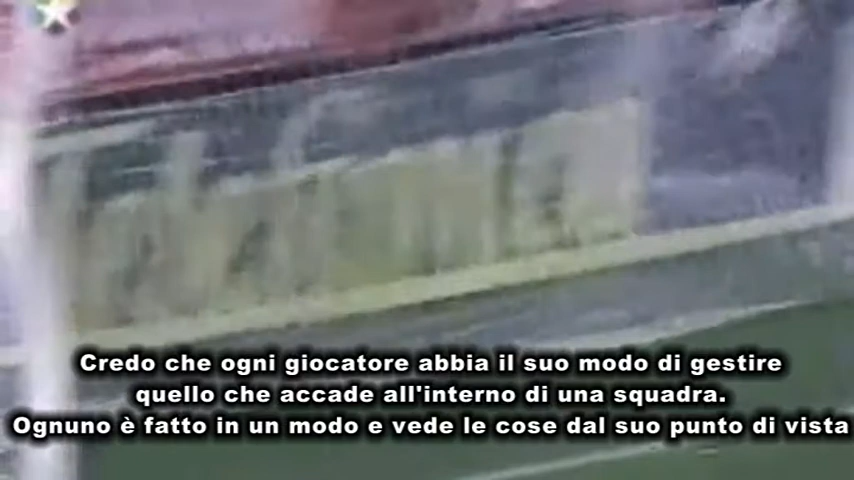 Credo che ogni giocatore abbia il suo modo di gestire
quello che accade all'interno di una squadra.
Ognuno è fatto in un modo e vede le cose dal suo punto di vista